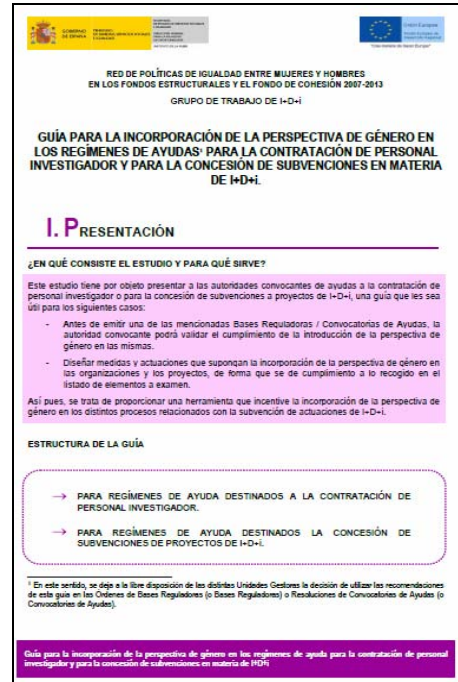 GOBIERNO
DE ESPAÑA
Unión Europea
RED DE POLÍTICAS DE IGUALDAD ENTRE MUJERES Y HOMBRES
EN LOS FONDOS ESTRUCTURALES Y EL FONDO DE COHESIÓN 2007-2013
GRUPO DE TRABAJO DE I+D+i
GUÍA PARA LA INCORPORACIÓN DE LA PERSPECTIVA DE GÉNERO EN
LOS REGÍMENES DE AYUDAS¹ PARA LA CONTRATACIÓN DE PERSONAL
INVESTIGADOR Y PARA LA CONCESIÓN DE SUBVENCIONES EN MATERIA
DE I+D+i.
I. PRESENTACIÓN
¿EN QUÉ CONSISTE EL ESTUDIO Y PARA QUÉ SIRVE?
Este estudio tiene por objeto presentar a las autoridades convocantes de ayudas a la contratación de
personal investigador o para la concesión de subvenciones a proyectos de I+D+i, una guía que les sea
útil para los siguientes casos:
- Antes de emitir una de las mencionadas Bases Reguladoras / Convocatorias de Ayudas, la
autoridad convocante podrá validar el cumplimiento de la introducción de la perspectiva de
género en las mismas.
- Diseñar medidas y actuaciones que supongan la incorporación de la perspectiva de género en
las organizaciones y los proyectos, de forma que se de cumplimiento a lo recogido en el
listado de elementos a examen.
Así pues, se trata de proporcionar una herramienta que incentive la incorporación de la perspectiva de
género en los distintos procesos relacionados con la subvención de actuaciones de I+D+i.
ESTRUCTURA DE LA GUÍA
→ PARA REGÍMENES DE AYUDA DESTINADOS A LA CONTRATACIÓN DE
PERSONAL INVESTIGADOR.
→ PARA REGÍMENES DE AYUDA DESTINADOS LA CONCESIÓN DE
SUBVENCIONES DE PROYECTOS DE I+D+i.
¹ En este sentido, se deja a la libre disposición de las distintas Unidades Gestoras la decisión de utilizar las recomendaciones
de esta guía en las Ordenes de Bases Reguladoras (o Bases Reguladoras) o Resoluciones de Convocatorias de Ayudas (o
Convocatorias de Ayudas).
Guía para la incorporación de la perspectiva de género en los regímenes de ayuda para la contratación de personal
investigador y para la concesión de subvenciones en materia de I+D+i